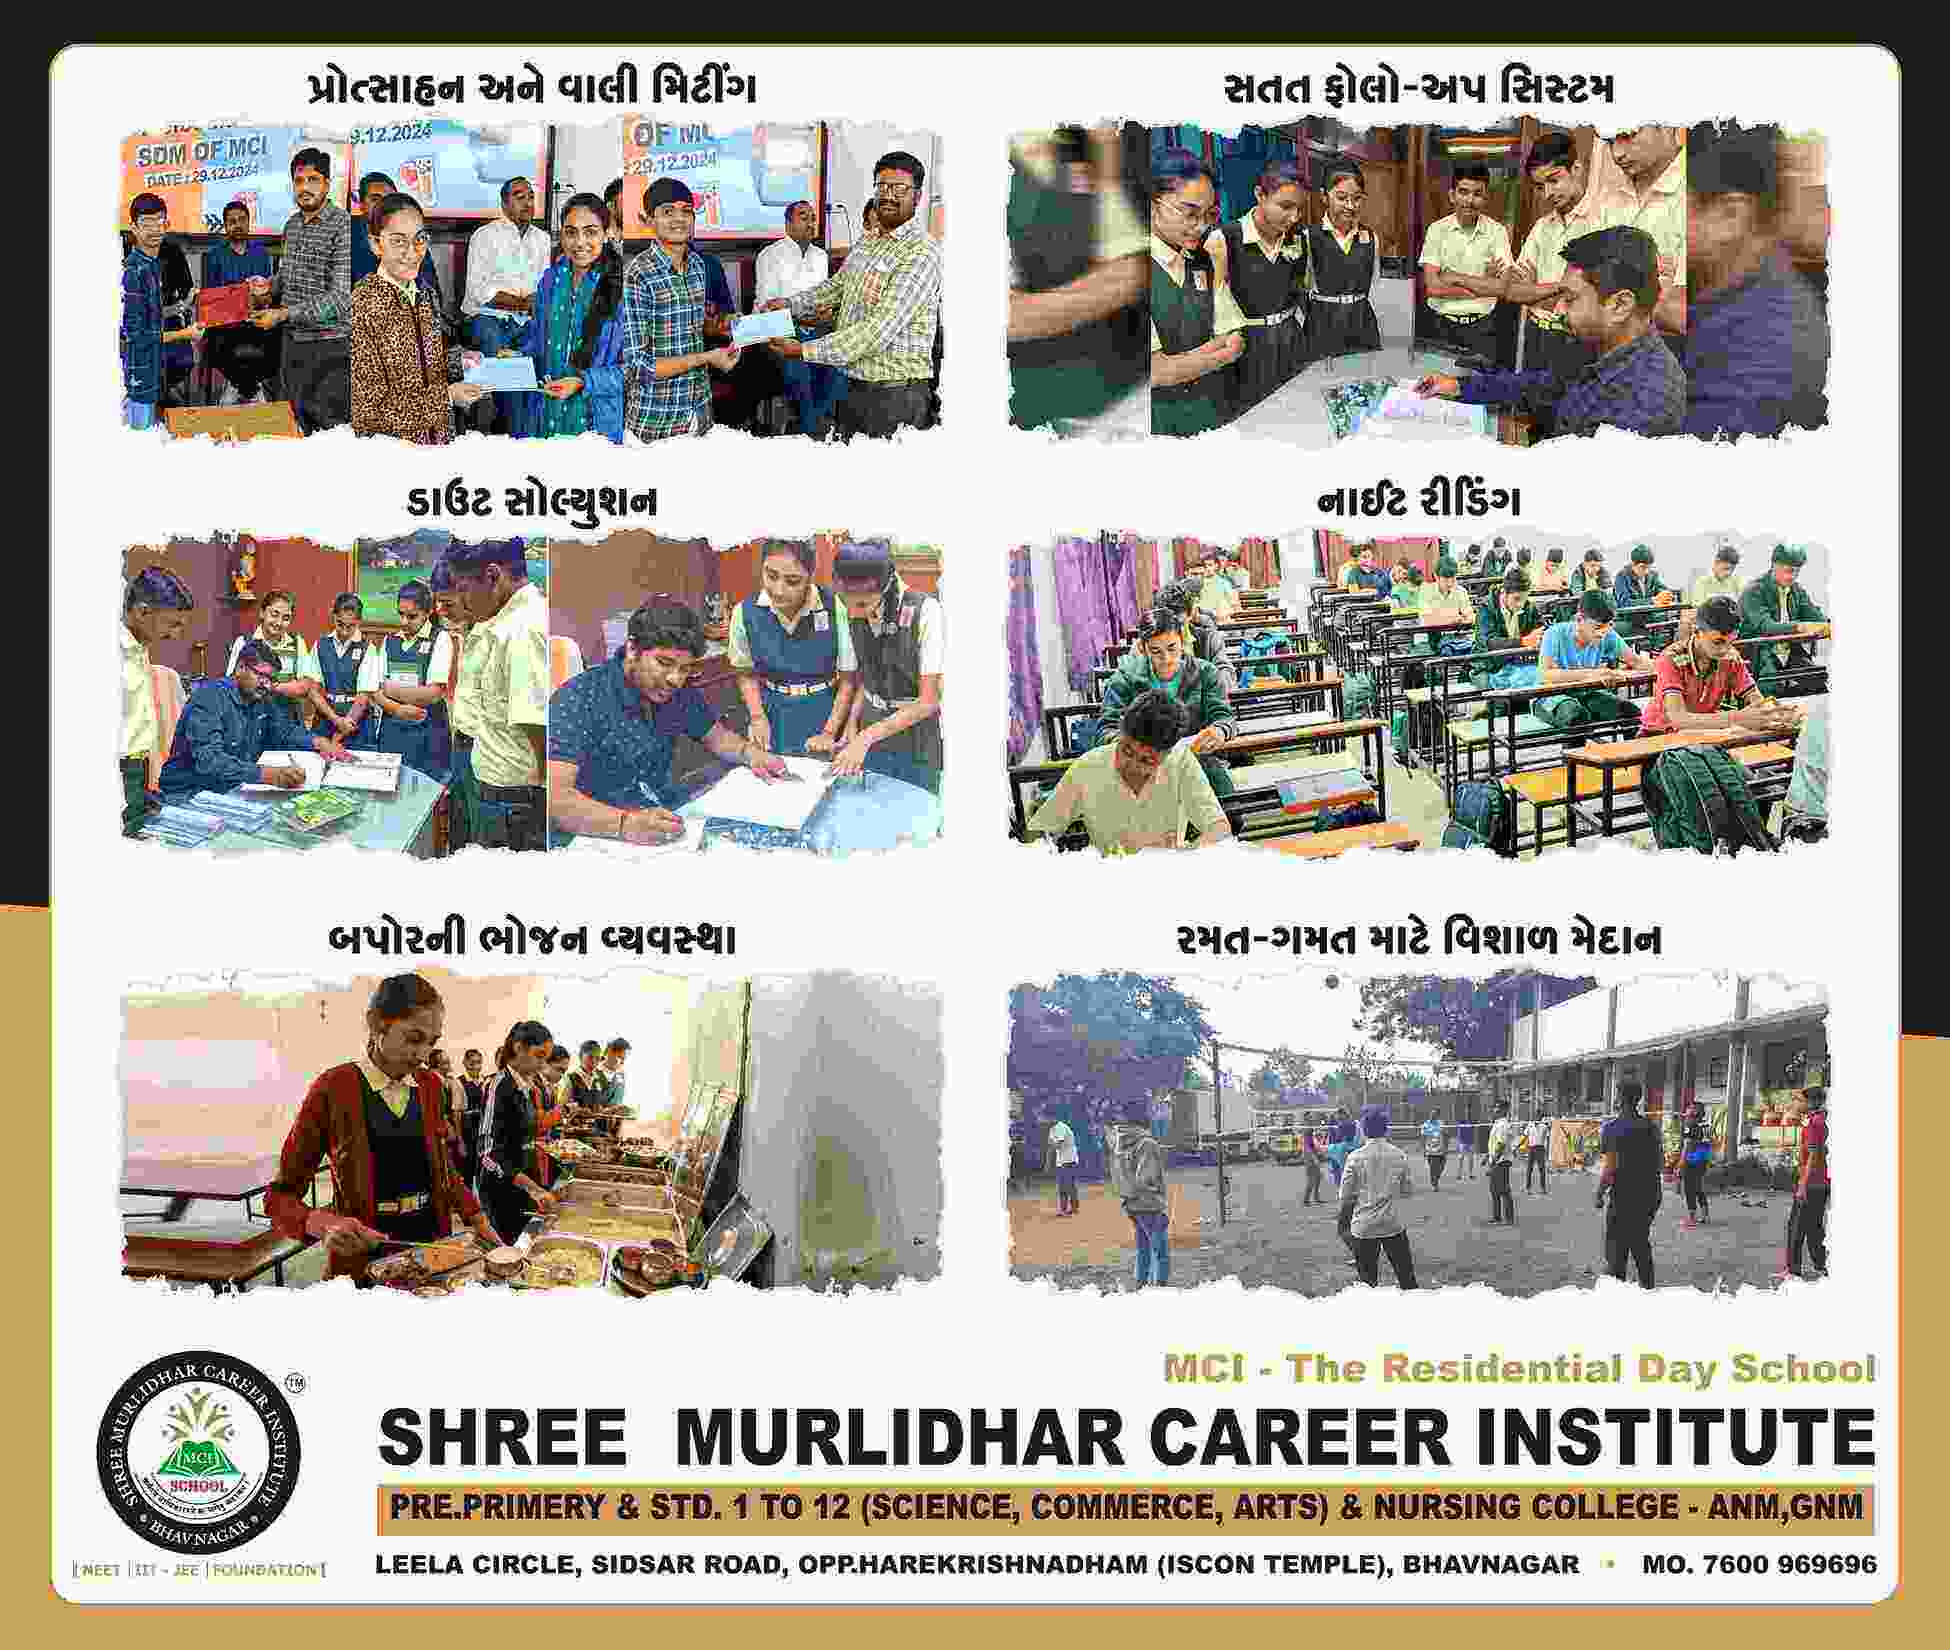 પ્રોત્સાહન અને વાલી મિટીંગ
સતત ફોલો-અપ સિસ્ટમ
SDM OF MCI
DATE : 29.12.2024
9.12.2024
OF MC
: 29.12.2024
ડાઉટ સોલ્યુશન
નાઈટ રીડિંગ
બપોરની ભોજન વ્યવસ્થા
રમત-ગમત માટે વિશાળ મેદાન
MCI - The Residential Day School
SHREE MURLIDHAR CAREER INSTITUTE
BHAVNAGAR
MCI
SCHOOL
TM
SHREE MURLIDHAR CAREER INSTITUTE
PRE.PRIMERY & STD. 1 TO 12 (SCIENCE, COMMERCE, ARTS) & NURSING COLLEGE - ANM,GNM
[ NEET | IIT - JEE | FOUNDATION ]
LEELA CIRCLE, SIDSAR ROAD, OPP.HAREKRISHNADHAM (ISCON TEMPLE), BHAVNAGAR • MO. 7600 969696